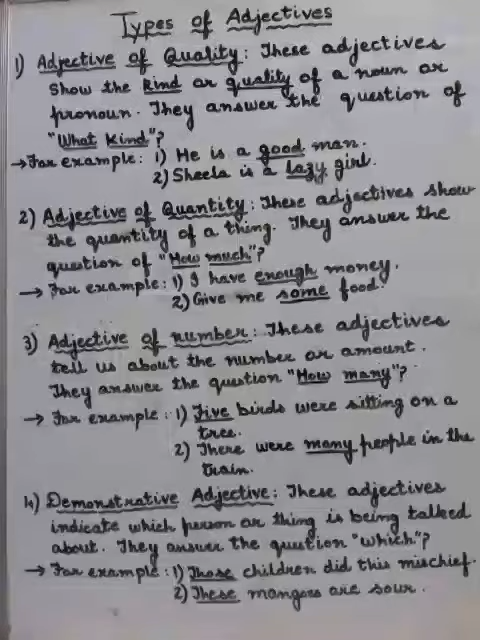 Types of Adjectives
1) Adjective of Quality: These adjectives
show the kind or quality of a noun or
pronoun. They answer the question of
"What kind"?
→ For example: 1) He is a good man.
2) Sheela is a lazy girl.
2) Adjective of Quantity: These adjectives show
the quantity of a thing. They answer the
question of "How much"?
→ For example: 1) I have enough money.
2) Give me some food.
3) Adjective of number: These adjectives
tell us about the number or amount.
They answer the question "How many"?
→ For example: 1) Five birds were sitting on a
tree.
2) There were many people in the
train.
4) Demonstrative Adjective: These adjectives
indicate which person or thing is being talked
about. They answer the question "which"?
→ For example: 1) Those children did this mischief.
2) These mangoes are sour.